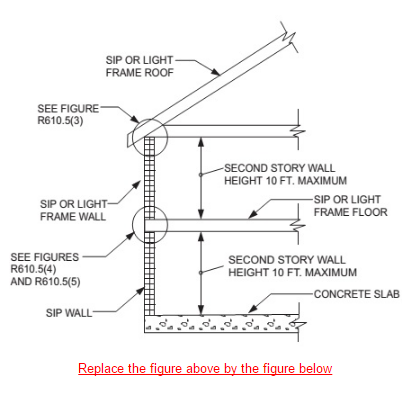 SIP OR LIGHT
FRAME ROOF
SEE FIGURE
R610.5(3)
SECOND STORY WALL
HEIGHT 10 FT. MAXIMUM
SIP OR LIGHT
FRAME WALL
SIP OR LIGHT
FRAME FLOOR
SEE FIGURES
R610.5(4)
AND R610.5(5)
SECOND STORY WALL
HEIGHT 10 FT. MAXIMUM
CONCRETE SLAB
SIP WALL
Replace the figure above by the figure below